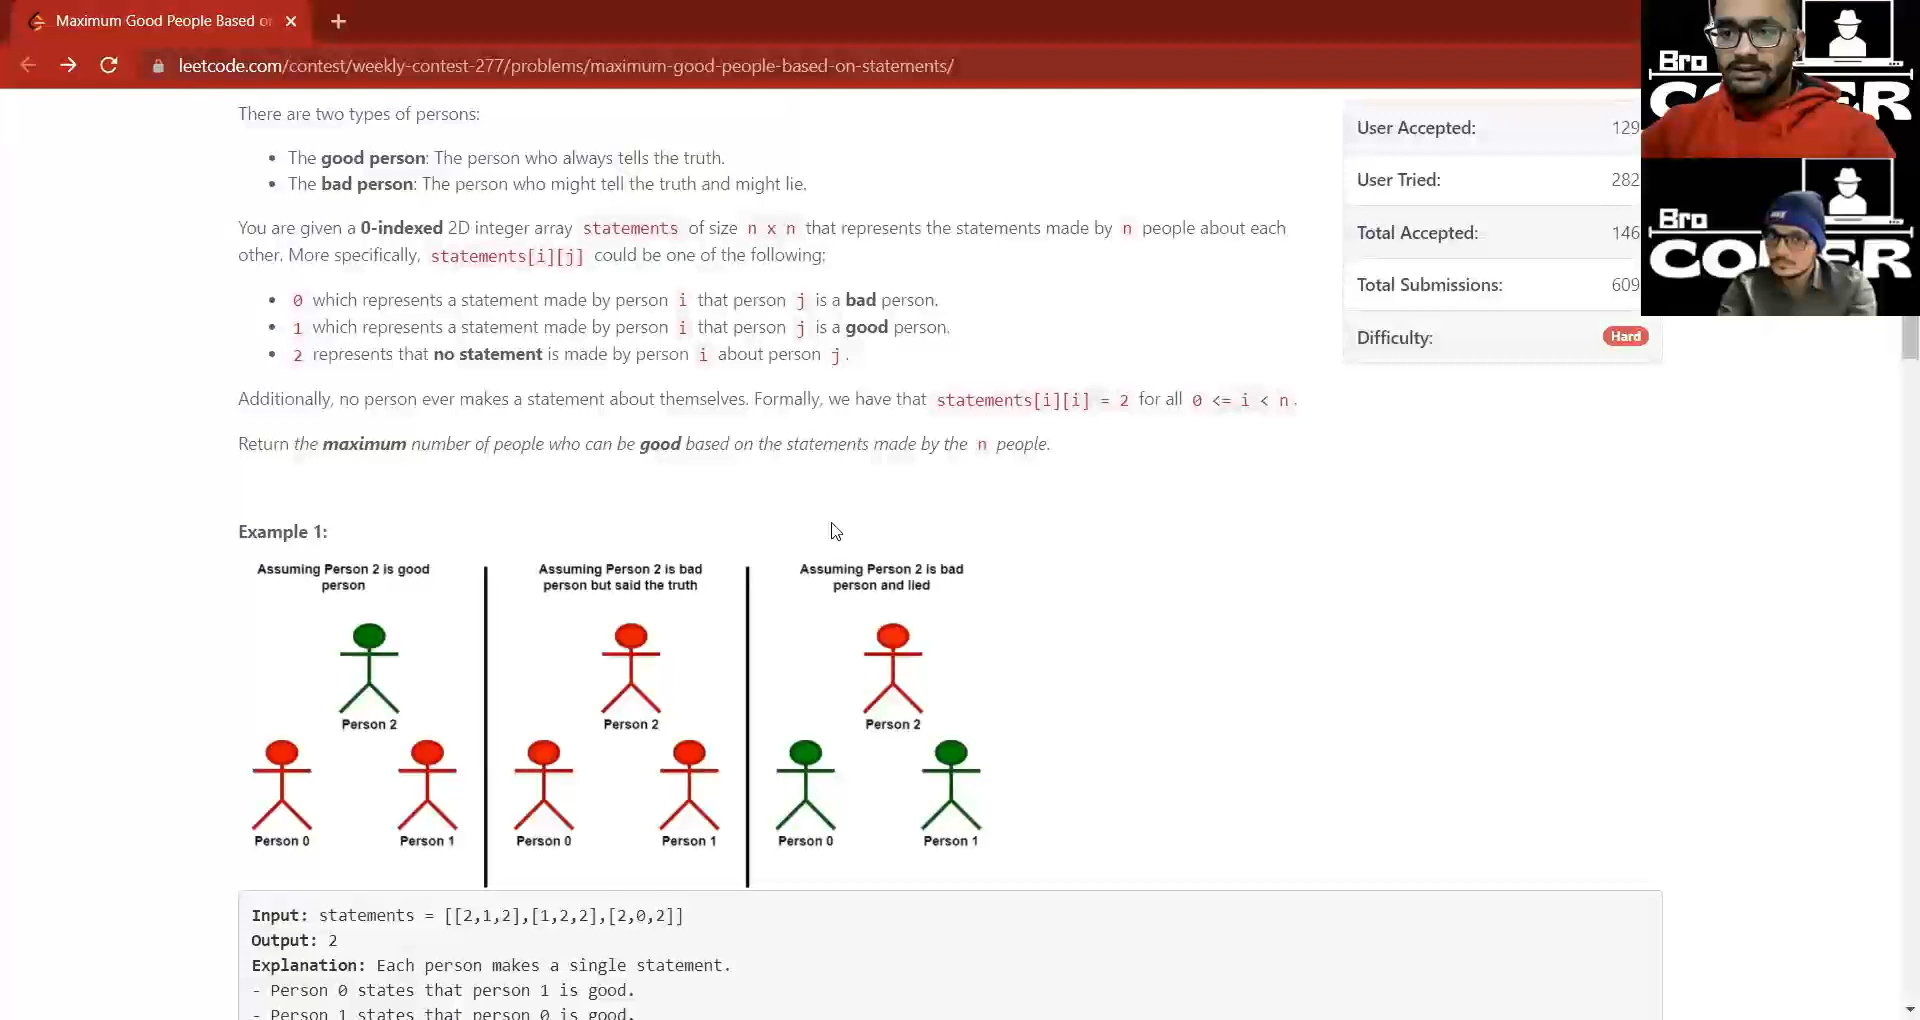 Maximum Good People Based o
leetcode.com/contest/weekly-contest-277/problems/maximum-good-people-based-on-statements/
There are two types of persons:
• The good person: The person who always tells the truth.
• The bad person: The person who might tell the truth and might lie.
You are given a 0-indexed 2D integer array statements of size n x n that represents the statements made by n people about each
other. More specifically, statements[i][j] could be one of the following:
• 0 which represents a statement made by person i that person j is a bad person.
• 1 which represents a statement made by person i that person j is a good person.
• 2 represents that no statement is made by person i about person j.
Additionally, no person ever makes a statement about themselves. Formally, we have that statements[i][i] = 2 for all 0 <= i < n.
Return the maximum number of people who can be good based on the statements made by the n people.
User Accepted: 129
User Tried: 282
Total Accepted: 146
Total Submissions: 609
Difficulty: Hard
Bro
Bro
Example 1:
Assuming Person 2 is good
person
Assuming Person 2 is bad
person but said the truth
Assuming Person 2 is bad
person and lied
Person 2
Person 2
Person 2
Person 0
Person 1
Person 0
Person 1
Person 0
Person 1
Input: statements = [[2,1,2],[1,2,2],[2,0,2]]
Output: 2
Explanation: Each person makes a single statement.
- Person 0 states that person 1 is good.
- Person 1 states that person 0 is good.